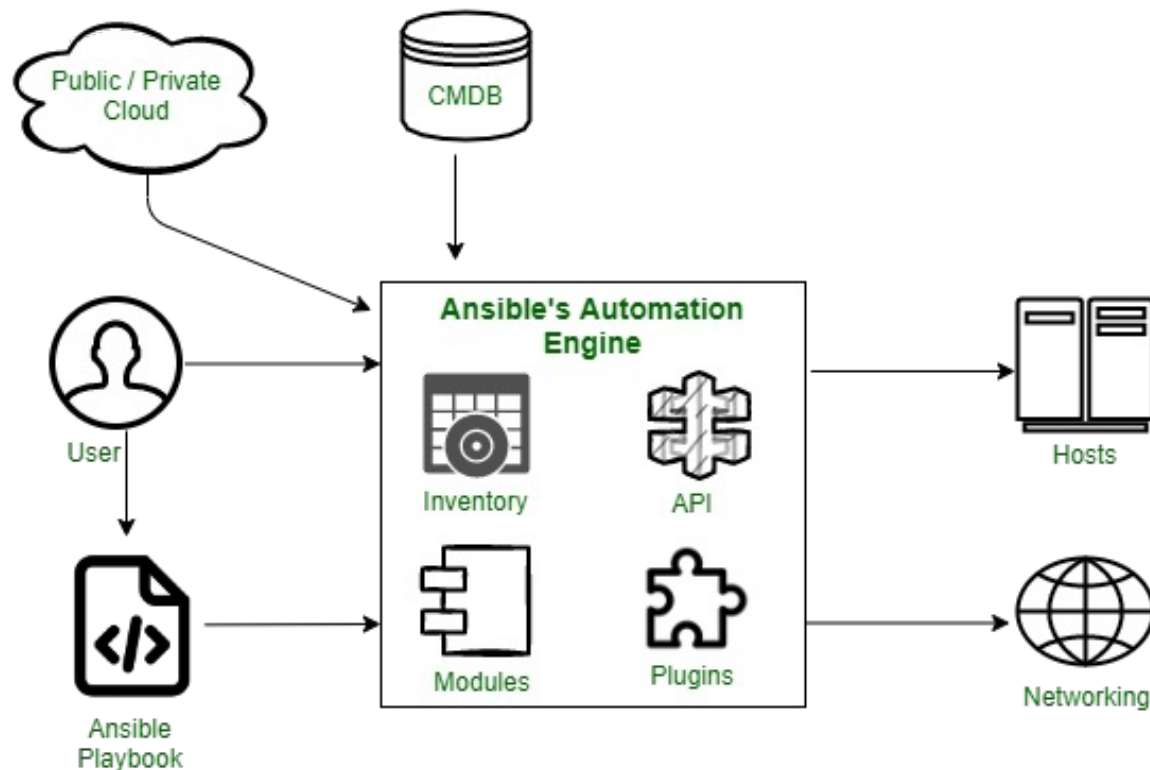 Public / Private
Cloud
CMDB
Ansible's Automation
Engine
User
Inventory
API
Hosts
Modules
Plugins
Networking
Ansible
Playbook